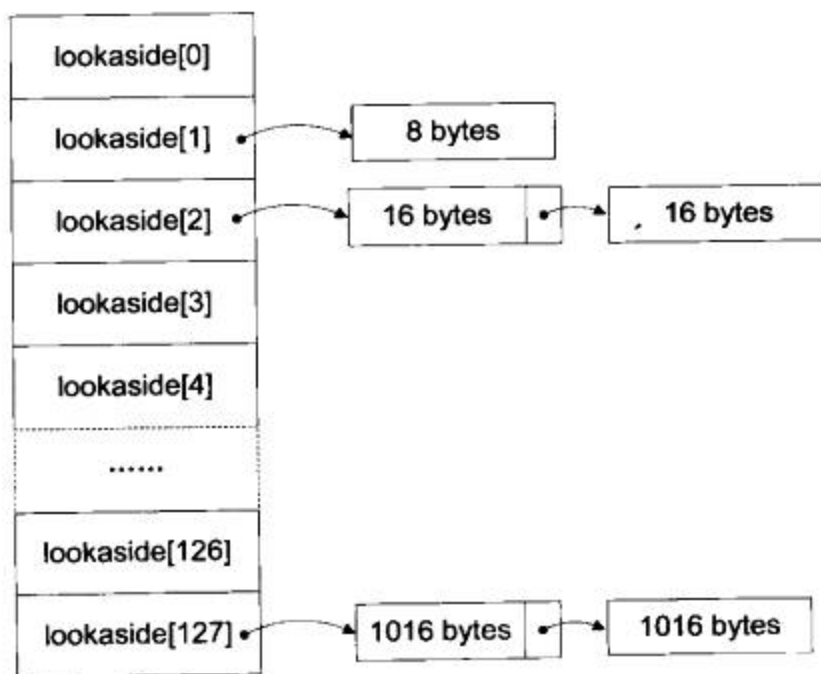 lookaside[0]
lookaside[1]
8 bytes
lookaside[2]
16 bytes
16 bytes
lookaside[3]
lookaside[4]
......
lookaside[126]
lookaside[127]
1016 bytes
1016 bytes